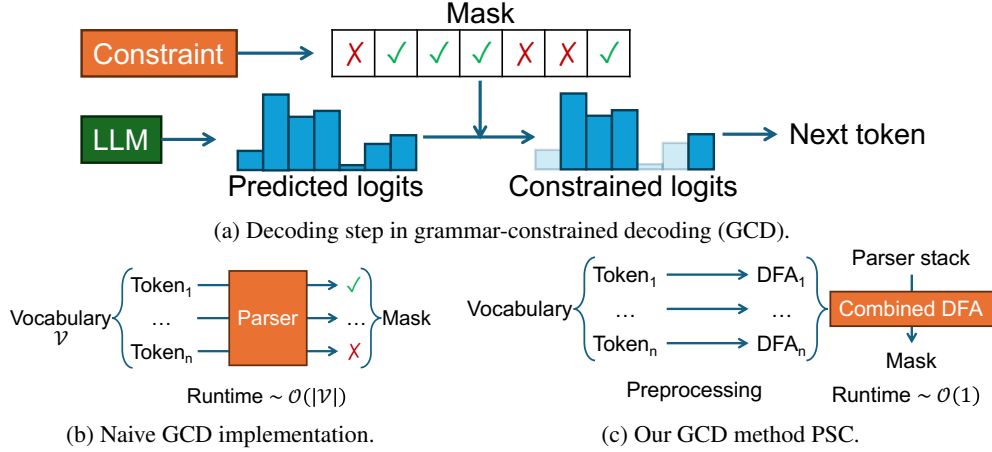 Mask
Constraint
✗ ✓ ✓ ✓ ✗ ✗ ✓
LLM
Next token
Predicted logits
Constrained logits
(a) Decoding step in grammar-constrained decoding (GCD).
Vocabulary
𝒱
Token₁
...
Tokenₙ
Parser
✓
...
✗
Mask
Runtime ~ 𝒪(|𝒱|)
(b) Naive GCD implementation.
Vocabulary
Token₁
...
Tokenₙ
DFA₁
...
DFAₙ
Preprocessing
Parser stack
Combined DFA
Mask
Runtime ~ 𝒪(1)
(c) Our GCD method PSC.